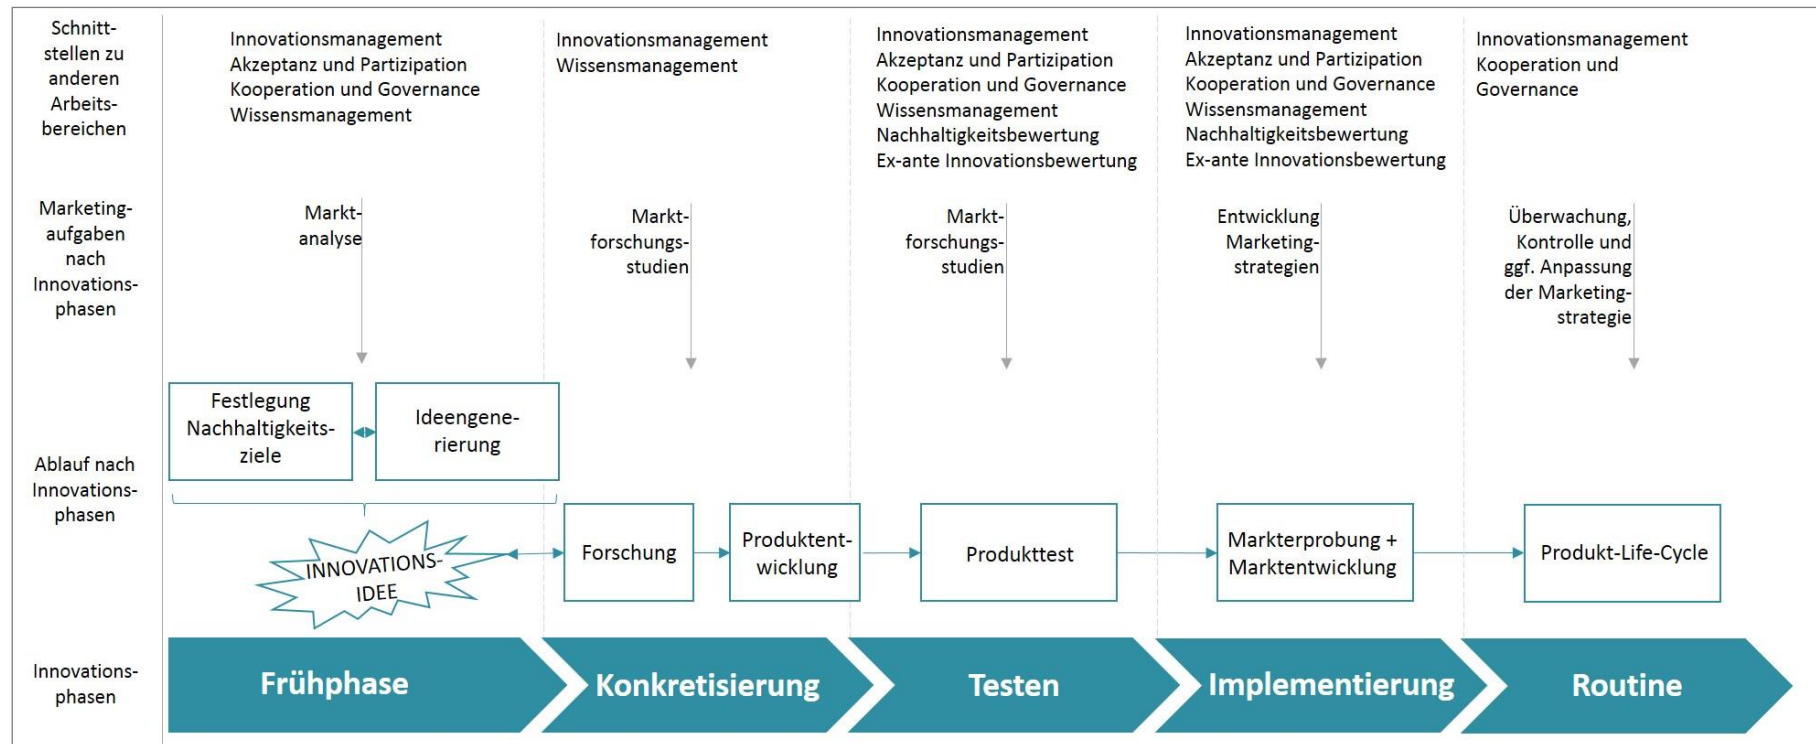 Schnitt-
stellen zu
anderen
Arbeits-
bereichen
Innovationsmanagement
Akzeptanz und Partizipation
Kooperation und Governance
Wissensmanagement
Innovationsmanagement
Wissensmanagement
Innovationsmanagement
Akzeptanz und Partizipation
Kooperation und Governance
Wissensmanagement
Nachhaltigkeitsbewertung
Ex-ante Innovationsbewertung
Innovationsmanagement
Akzeptanz und Partizipation
Kooperation und Governance
Wissensmanagement
Nachhaltigkeitsbewertung
Ex-ante Innovationsbewertung
Innovationsmanagement
Kooperation und
Governance
Marketing-
aufgaben
nach
Innovations-
phasen
Markt-
analyse
Markt-
forschungs-
studien
Markt-
forschungs-
studien
Entwicklung
Marketing-
strategien
Überwachung,
Kontrolle und
ggf. Anpassung
der Marketing-
strategie
Ablauf nach
Innovations-
phasen
Festlegung
Nachhaltigkeits-
ziele
Ideengene-
rierung
INNOVATIONS-
IDEE
Forschung
Produktent-
wicklung
Produkttest
Markterprobung +
Marktentwicklung
Produkt-Life-Cycle
Innovations-
phasen
Frühphase
Konkretisierung
Testen
Implementierung
Routine